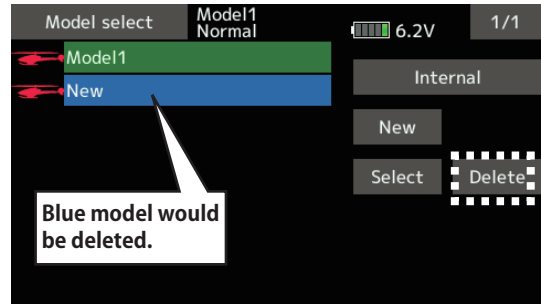 Model select
Model1
Normal
6.2V
1/1
Model1
New
Internal
New
Select
Delete
Blue model would
be deleted.